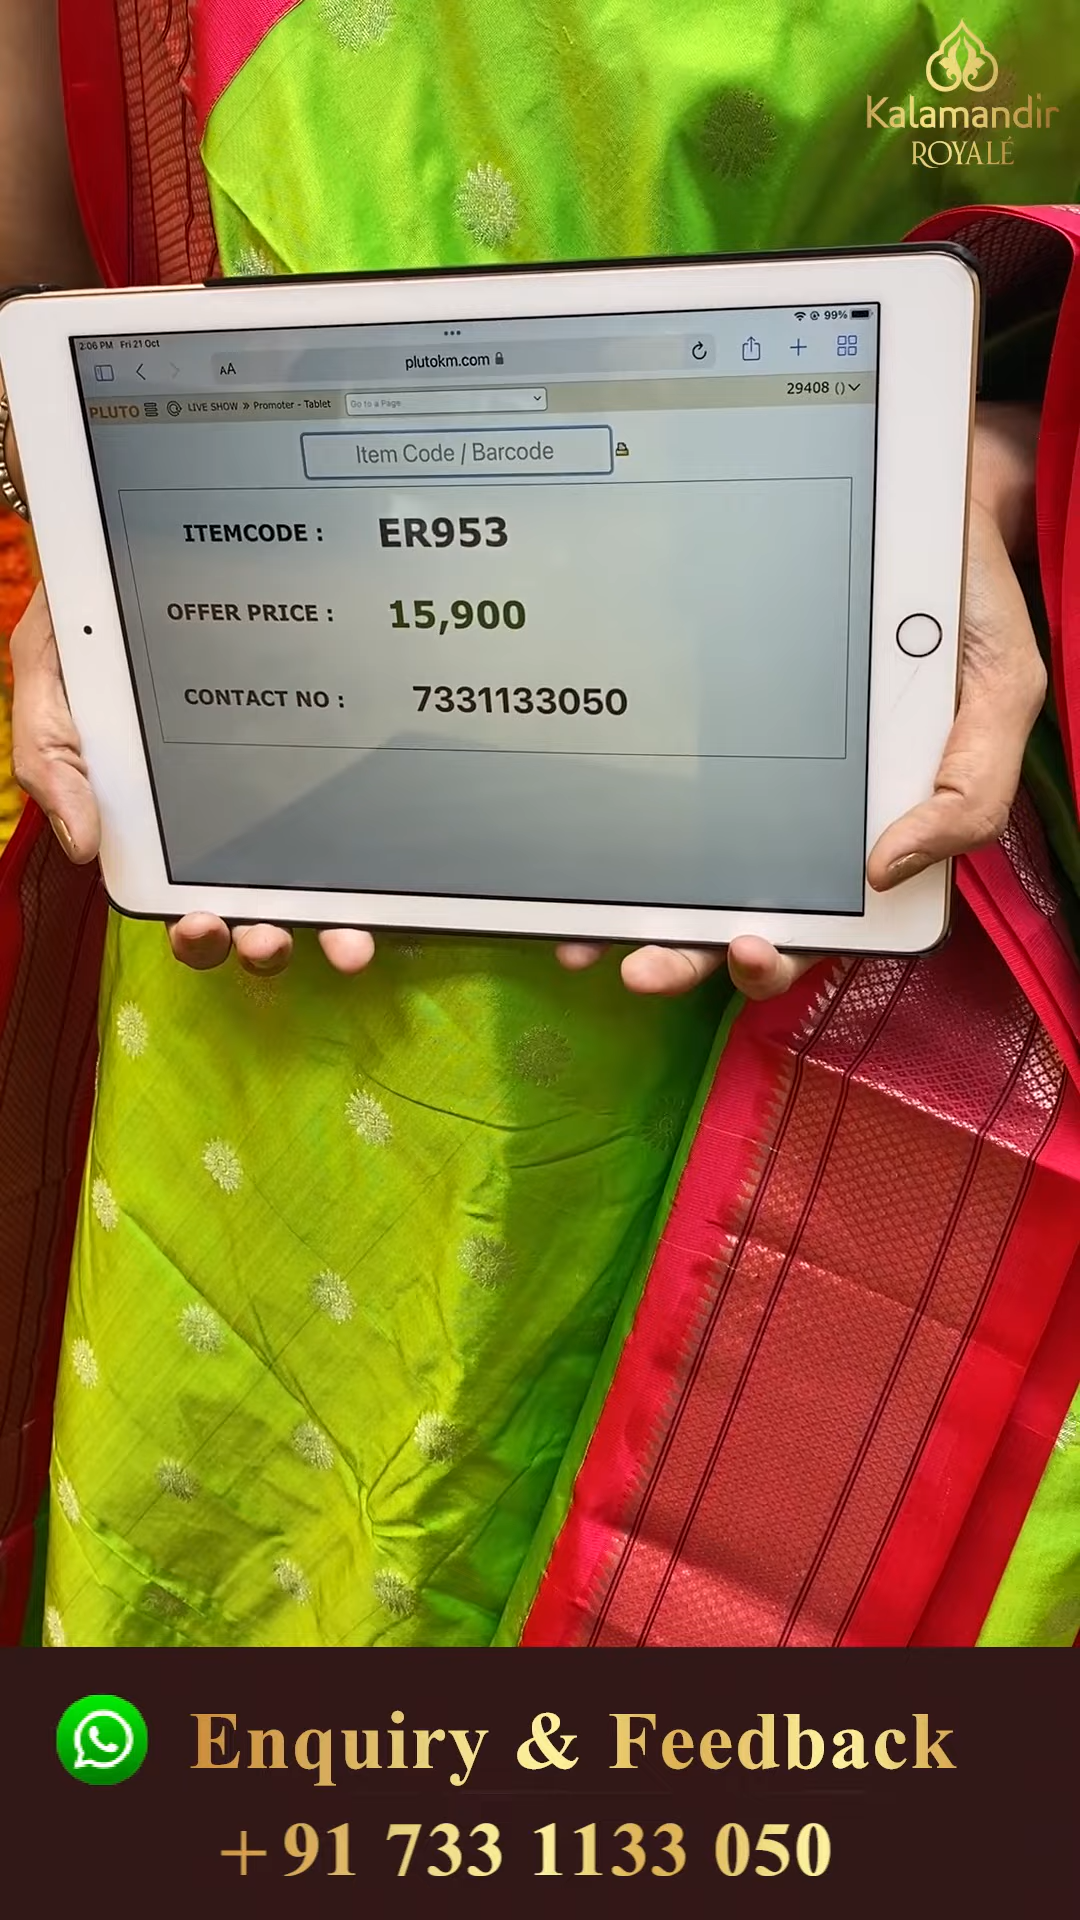 Kalamandir
ROYALÉ
2:06 PM Fri 21 Oct
99%
AA
plutokm.com
29408 ()
PLUTO
LIVE SHOW » Promoter - Tablet
Go to a Page
Item Code / Barcode
ITEMCODE : ER953
OFFER PRICE : 15,900
CONTACT NO : 7331133050
Enquiry & Feedback
+91 733 1133 050